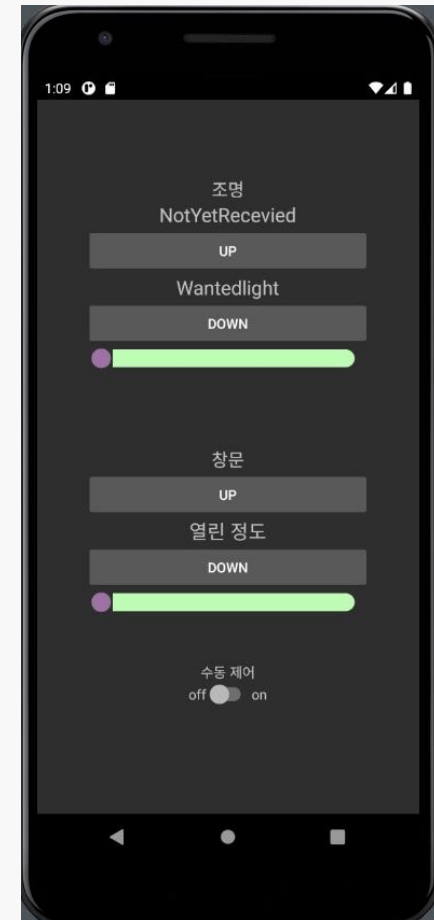 1:09
조명
NotYetRecevied
UP
Wantedlight
DOWN
창문
UP
열린 정도
DOWN
수동 제어
off on